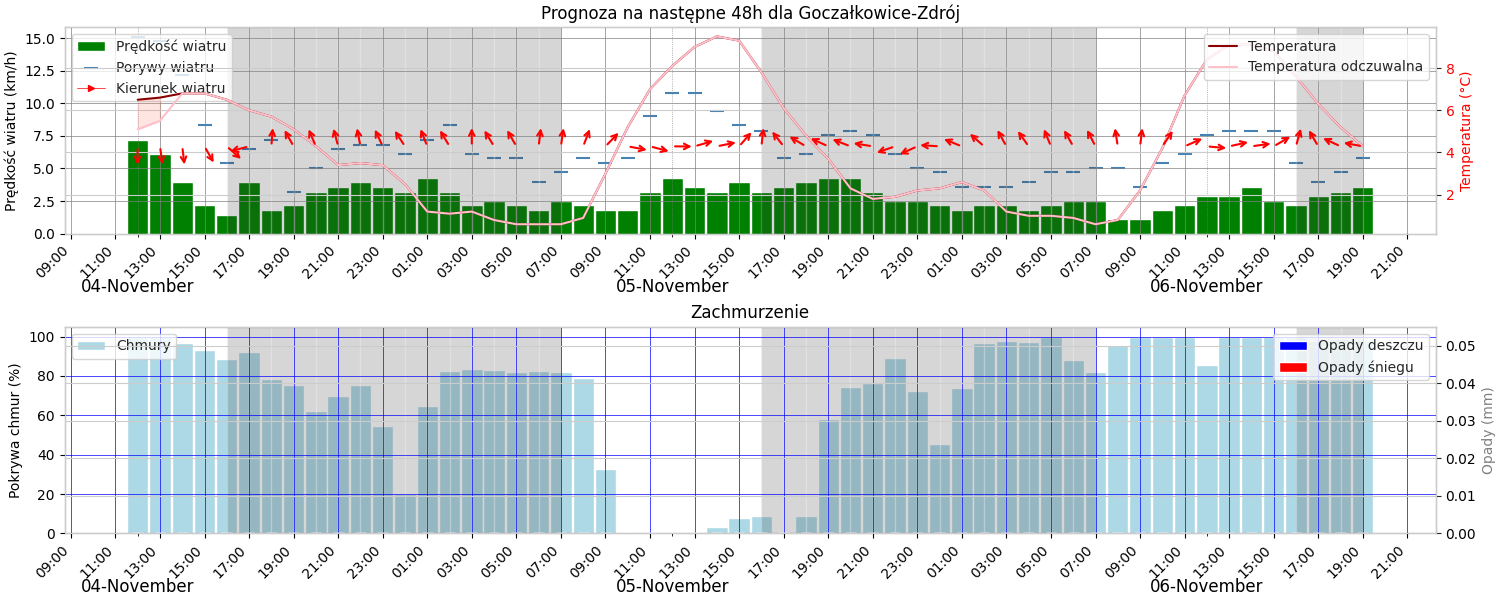 Prognoza na następne 48h dla Goczałkowice-Zdrój
Prędkość wiatru (km/h)
15.0
12.5
10.0
7.5
5.0
2.5
0.0
Prędkość wiatru
Porywy wiatru
Kierunek wiatru
Temperatura
Temperatura odczuwalna
8
6
4
2
Temperatura (°C)
09:00 11:00 13:00 15:00 17:00 19:00 21:00 23:00 01:00 03:00 05:00 07:00 09:00 11:00 13:00 15:00 17:00 19:00 21:00 23:00 01:00 03:00 05:00 07:00 09:00 11:00 13:00 15:00 17:00 19:00 21:00
04-November 05-November 06-November
Zachmurzenie
Pokrywa chmur (%)
100
80
60
40
20
0
Chmury
Opady deszczu
Opady śniegu
0.05
0.04
0.03
0.02
0.01
0.00
Opady (mm)
09:00 11:00 13:00 15:00 17:00 19:00 21:00 23:00 01:00 03:00 05:00 07:00 09:00 11:00 13:00 15:00 17:00 19:00 21:00 23:00 01:00 03:00 05:00 07:00 09:00 11:00 13:00 15:00 17:00 19:00 21:00
04-November 05-November 06-November